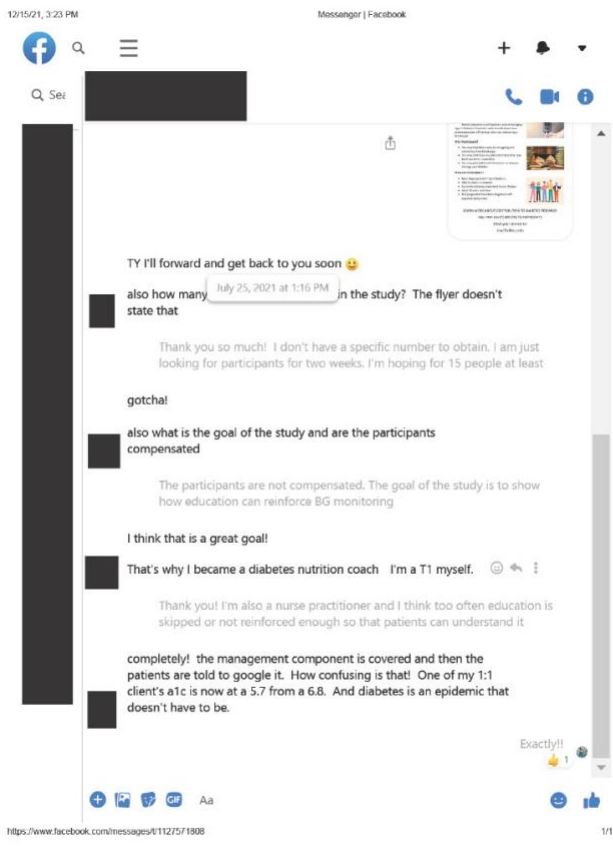 12/15/21, 3:23 PM
Messenger | Facebook
Sea
TY I'll forward and get back to you soon 😀
July 25, 2021 at 1:16 PM
also how many in the study? The flyer doesn't
state that
Thank you so much! I don't have a specific number to obtain. I am just
looking for participants for two weeks. I'm hoping for 15 people at least
gotcha!
also what is the goal of the study and are the participants
compensated
The participants are not compensated. The goal of the study is to show
how education can reinforce BG monitoring
I think that is a great goal!
That's why I became a diabetes nutrition coach I'm a T1 myself.
Thank you! I'm also a nurse practitioner and I think too often education is
skipped or not reinforced enough so that patients can understand it
completely! the management component is covered and then the
patients are told to google it. How confusing is that! One of my 1:1
client's a1c is now at a 5.7 from a 6.8. And diabetes is an epidemic that
doesn't have to be.
Exactly!!
👍 1
GIF
Aa
https://www.facebook.com/messages/t/1127571808
1/1